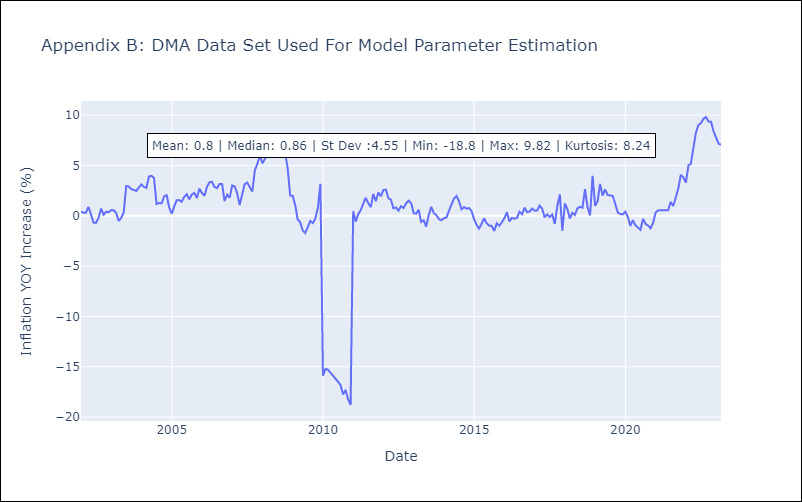 Appendix B: DMA Data Set Used For Model Parameter Estimation
10
Mean: 0.8 | Median: 0.86 | St Dev :4.55 | Min: -18.8 | Max: 9.82 | Kurtosis: 8.24
5
0
−5
−10
−15
−20
Inflation YOY Increase (%)
2005 2010 2015 2020
Date